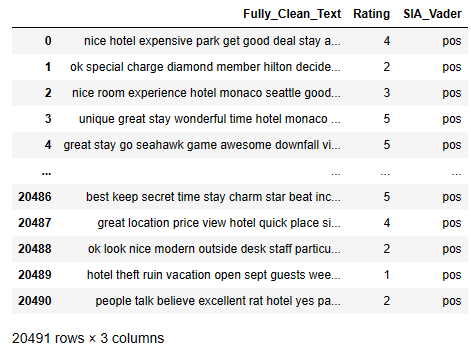 Fully_Clean_Text Rating SIA_Vader
0 nice hotel expensive park get good deal stay a... 4 pos
1 ok special charge diamond member hilton decide... 2 pos
2 nice room experience hotel monaco seattle good... 3 pos
3 unique great stay wonderful time hotel monaco ... 5 pos
4 great stay go seahawk game awesome downfall vi... 5 pos
... ... ... ...
20486 best keep secret time stay charm star beat inc... 5 pos
20487 great location price view hotel quick place si... 4 pos
20488 ok look nice modern outside desk staff particu... 2 pos
20489 hotel theft ruin vacation open sept guests wee... 1 pos
20490 people talk believe excellent rat hotel yes pa... 2 pos
20491 rows × 3 columns